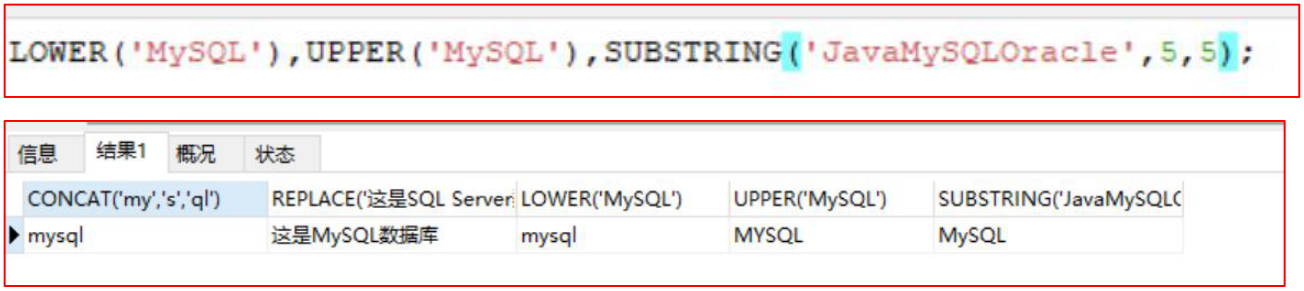 LOWER('MySQL'),UPPER('MySQL'),SUBSTRING('JavaMySQLOracle',5,5);
信息 结果1 概况 状态
CONCAT('my','s','ql') REPLACE('这是SQL Server LOWER('MySQL') UPPER('MySQL') SUBSTRING('JavaMySQL
mysql 这是MySQL数据库 mysql MYSQL MySQL